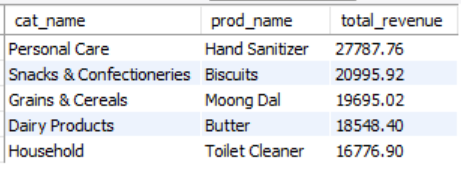 cat_name prod_name total_revenue
Personal Care Hand Sanitizer 27787.76
Snacks & Confectioneries Biscuits 20995.92
Grains & Cereals Moong Dal 19695.02
Dairy Products Butter 18548.40
Household Toilet Cleaner 16776.90